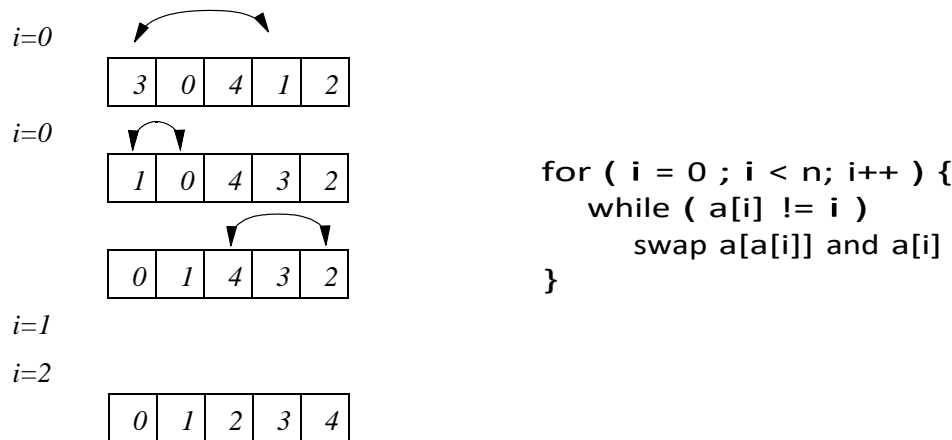 i=0
3 0 4 1 2
i=0
1 0 4 3 2
0 1 4 3 2
i=1
i=2
0 1 2 3 4
for ( i = 0 ; i < n; i++ ) {
while ( a[i] != i )
swap a[a[i]] and a[i]
}